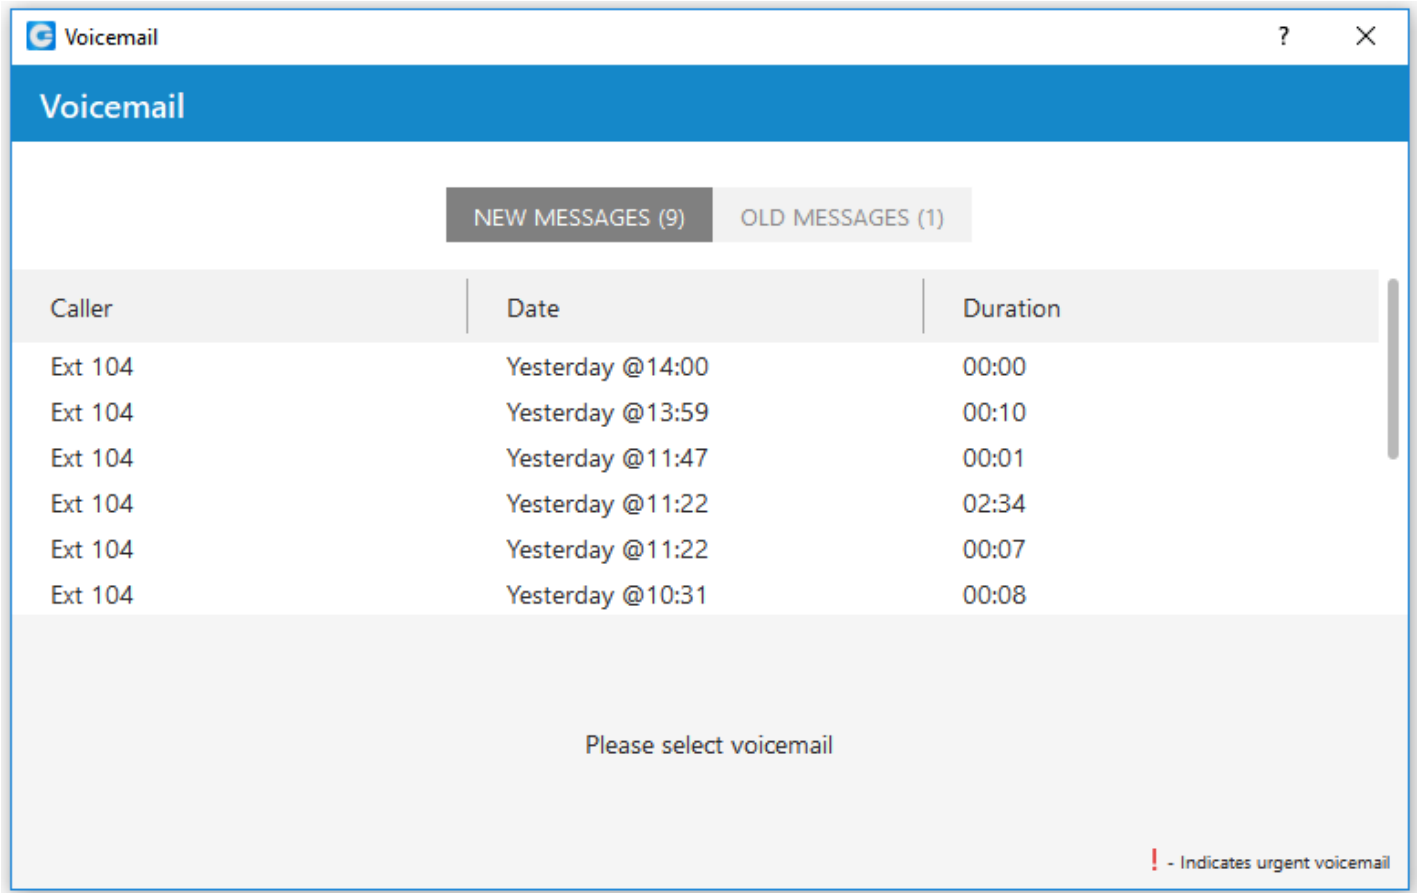 Voicemail
?
Voicemail
NEW MESSAGES (9) OLD MESSAGES (1)
Caller Date Duration
Ext 104 Yesterday @14:00 00:00
Ext 104 Yesterday @13:59 00:10
Ext 104 Yesterday @11:47 00:01
Ext 104 Yesterday @11:22 02:34
Ext 104 Yesterday @11:22 00:07
Ext 104 Yesterday @10:31 00:08
Please select voicemail
! - Indicates urgent voicemail